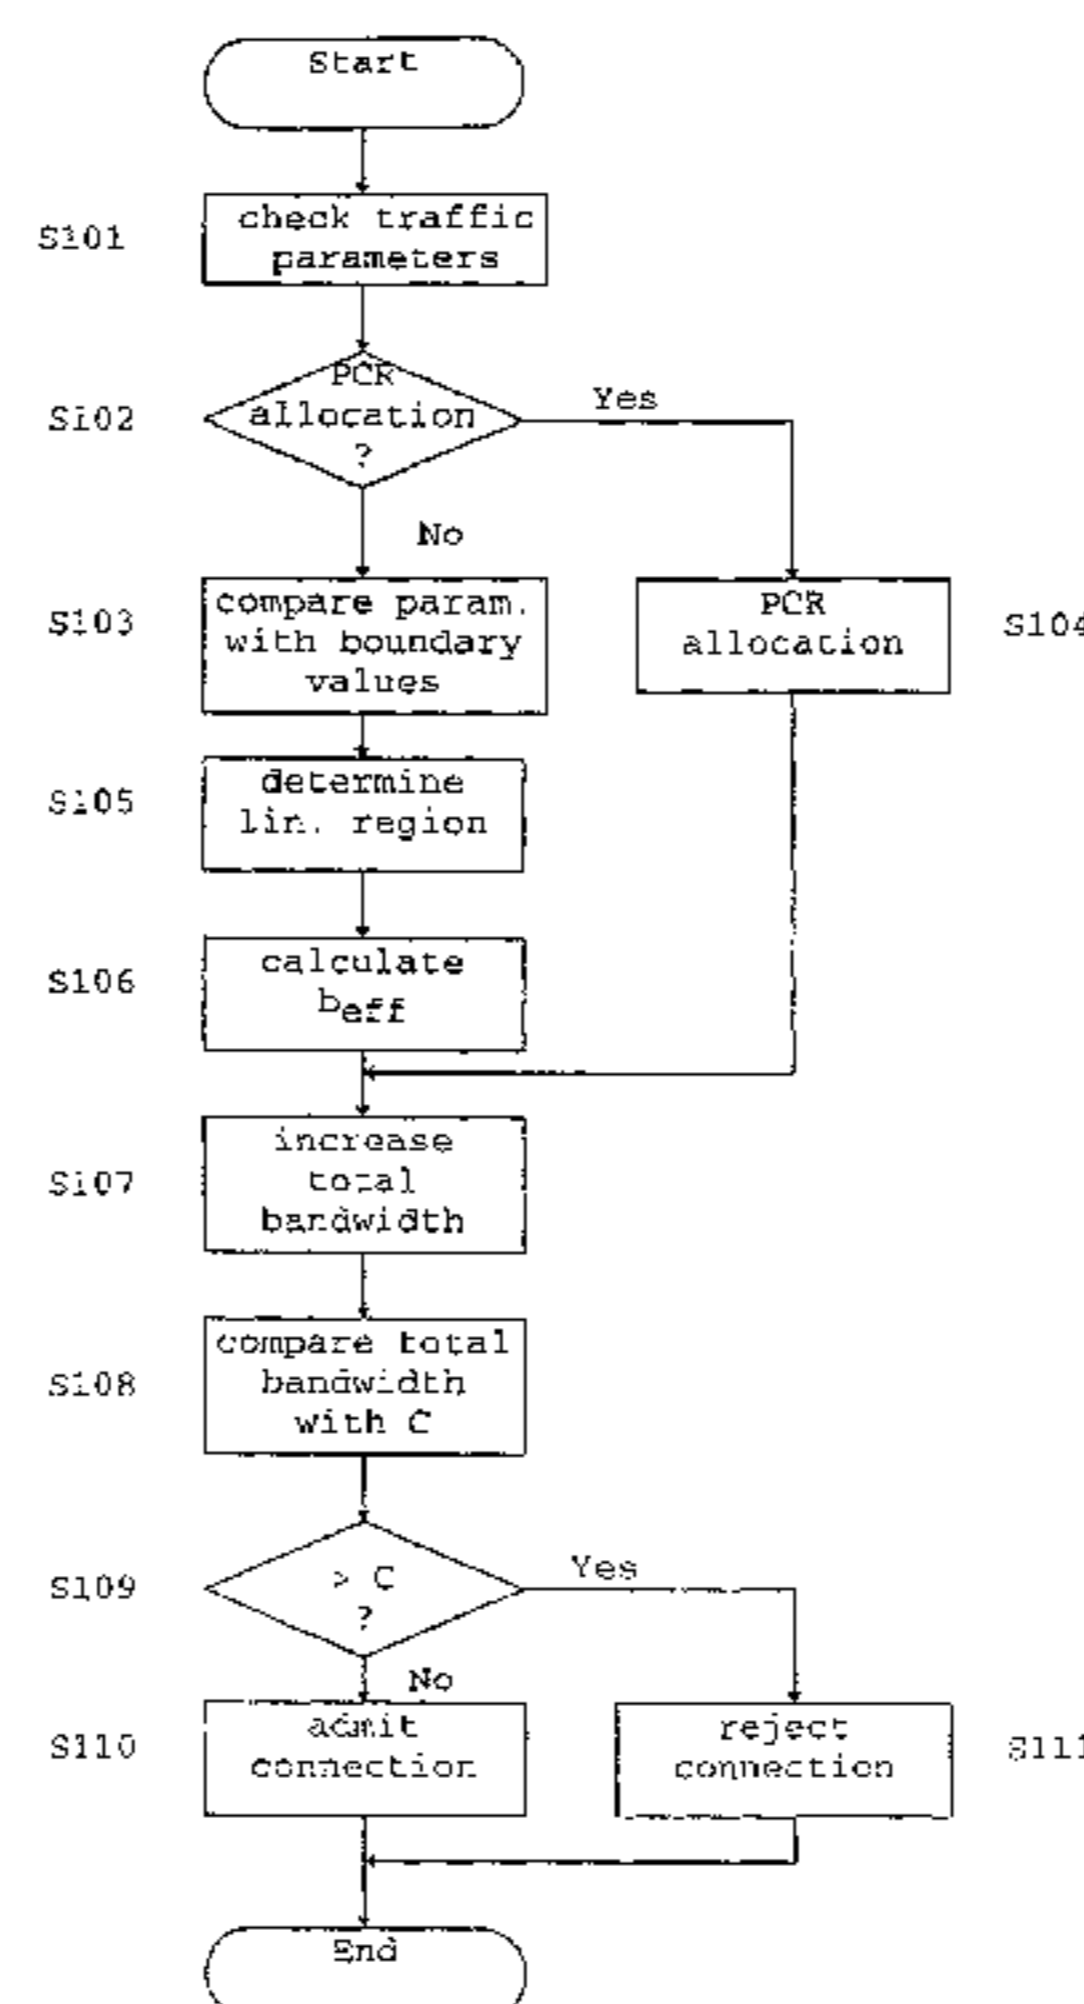 Start
S101
check traffic
parameters
S102
PCR
allocation
?
Yes
No
S103
compare param.
with boundary
values
PCR
allocation
S104
S105
determine
lin. region
S106
calculate
beff
S107
increase
total
bandwidth
S108
compare total
bandwidth
with C
S109
> C
?
Yes
No
S110
admit
connection
reject
connection
S111
End